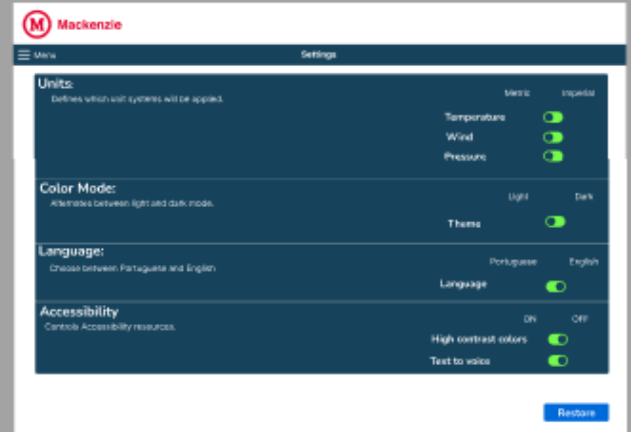 M Mackenzie
Menu Settings
Units:
Defines which unit systems will be applied.
Metric Imperial
Temperature
Wind
Pressure
Color Mode:
Alternates between light and dark mode.
Light Dark
Theme
Language:
Choose between Portuguese and English
Portuguese English
Language
Accessibility
Controls Accessibility resources.
ON OFF
High contrast colors
Text to voice
Restore